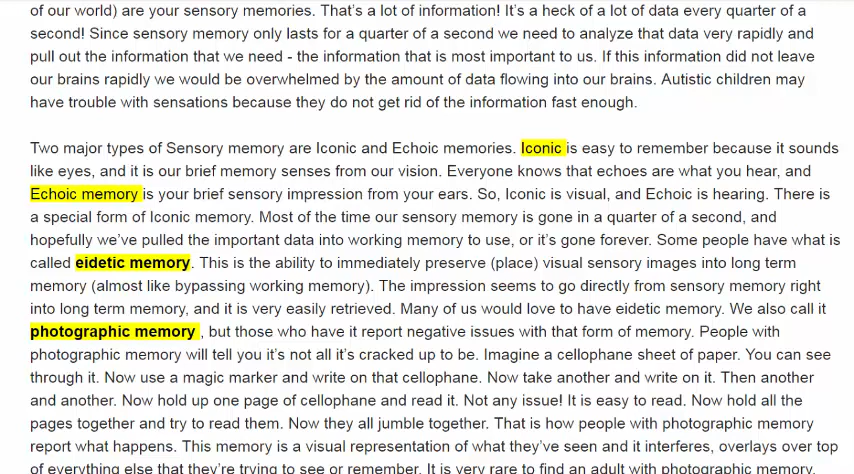 of our world) are your sensory memories. That's a lot of information! It's a heck of a lot of data every quarter of a
second! Since sensory memory only lasts for a quarter of a second we need to analyze that data very rapidly and
pull out the information that we need - the information that is most important to us. If this information did not leave
our brains rapidly we would be overwhelmed by the amount of data flowing into our brains. Autistic children may
have trouble with sensations because they do not get rid of the information fast enough.
Two major types of Sensory memory are Iconic and Echoic memories. Iconic is easy to remember because it sounds
like eyes, and it is our brief memory senses from our vision. Everyone knows that echoes are what you hear, and
Echoic memory is your brief sensory impression from your ears. So, Iconic is visual, and Echoic is hearing. There is
a special form of Iconic memory. Most of the time our sensory memory is gone in a quarter of a second, and
hopefully we've pulled the important data into working memory to use, or it's gone forever. Some people have what is
called eidetic memory. This is the ability to immediately preserve (place) visual sensory images into long term
memory (almost like bypassing working memory). The impression seems to go directly from sensory memory right
into long term memory, and it is very easily retrieved. Many of us would love to have eidetic memory. We also call it
photographic memory , but those who have it report negative issues with that form of memory. People with
photographic memory will tell you it's not all it's cracked up to be. Imagine a cellophane sheet of paper. You can see
through it. Now use a magic marker and write on that cellophane. Now take another and write on it. Then another
and another. Now hold up one page of cellophane and read it. Not any issue! It is easy to read. Now hold all the
pages together and try to read them. Now they all jumble together. That is how people with photographic memory
report what happens. This memory is a visual representation of what they've seen and it interferes, overlays over top
of everything else that they're trying to see or remember. It is very rare to find an adult with photographic memory.